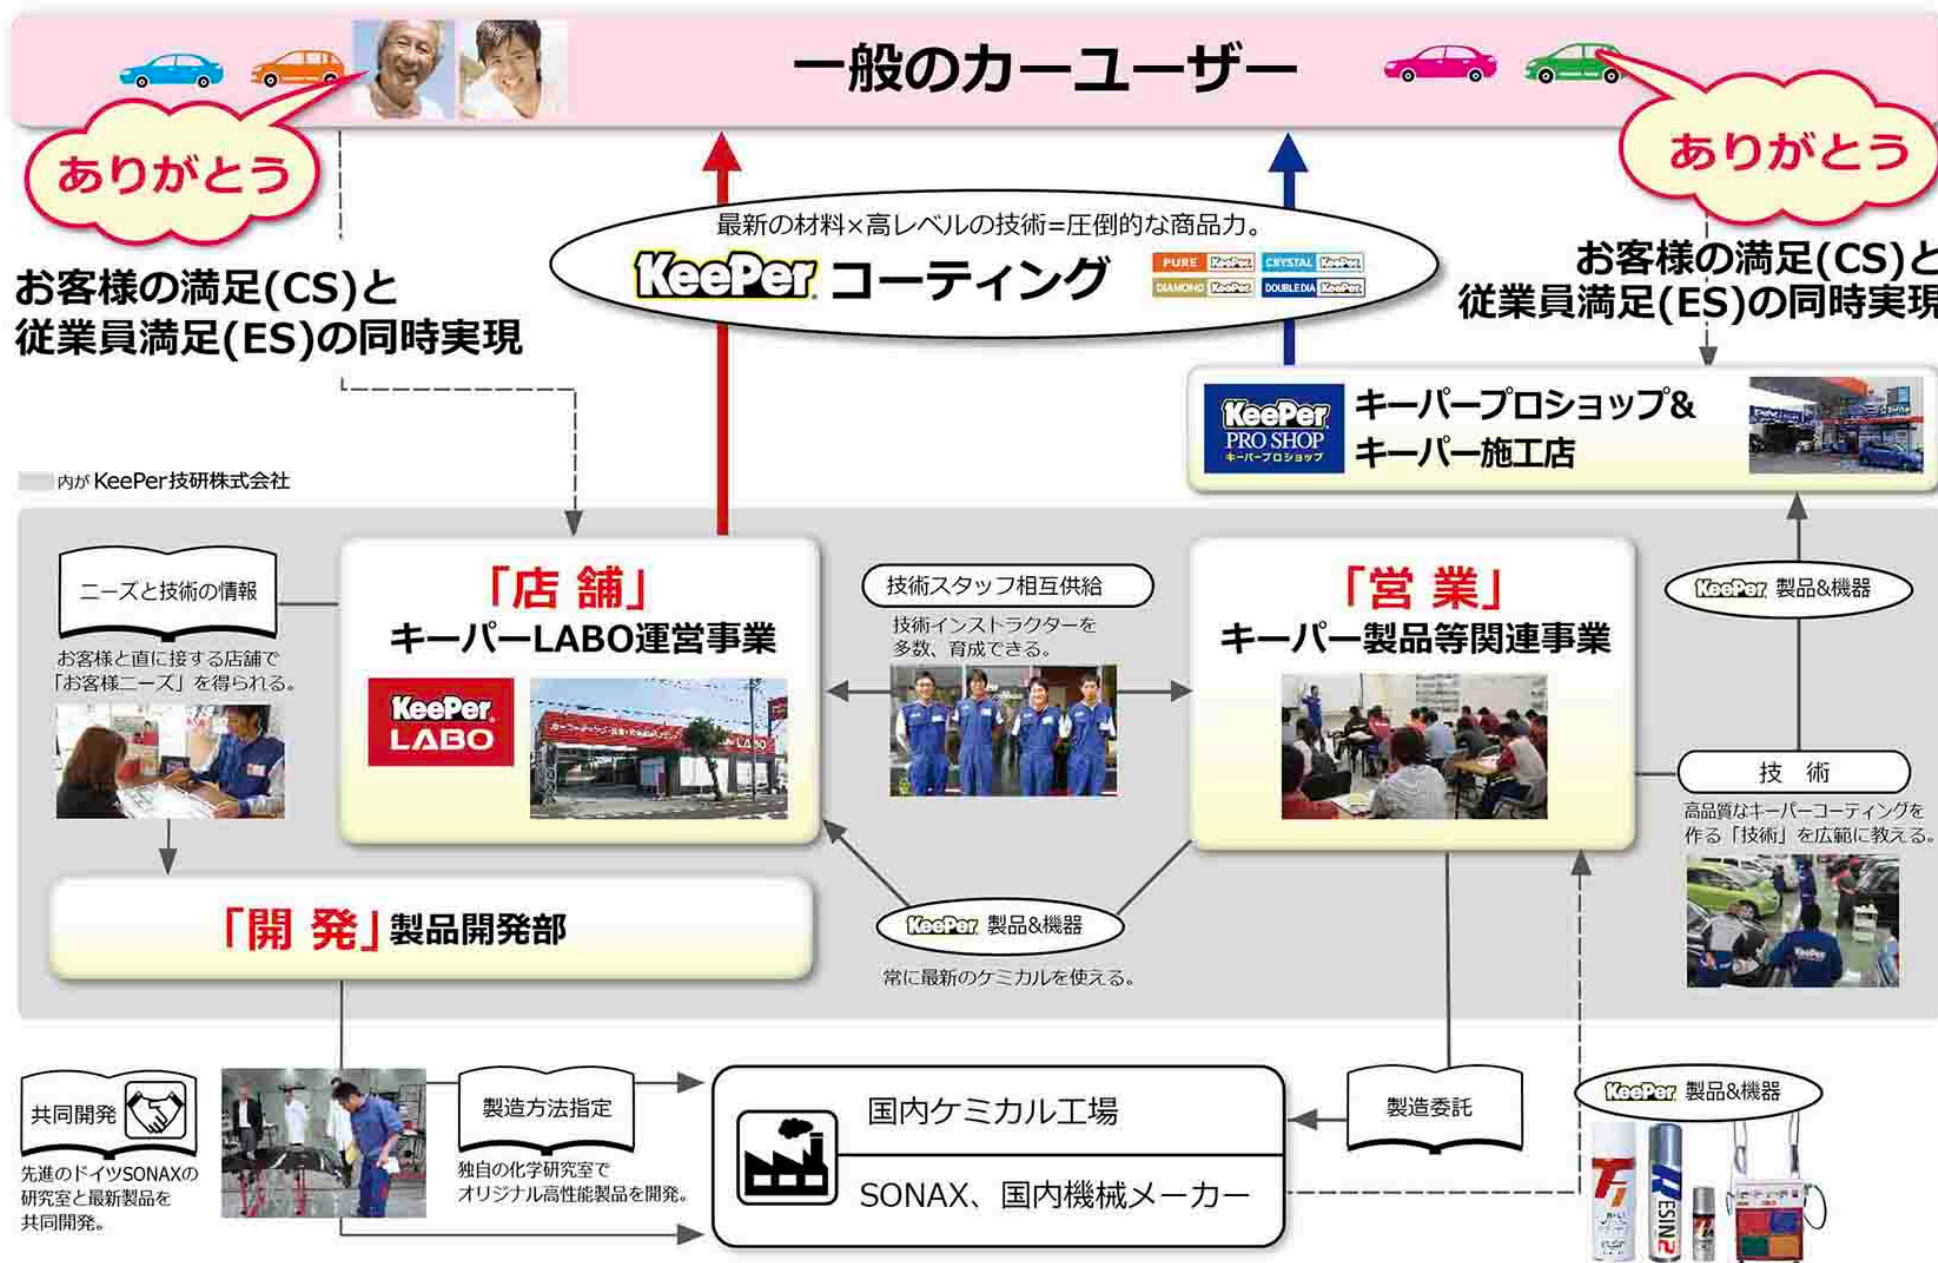 一般のカーユーザー
ありがとう
ありがとう
最新の材料×高レベルの技術=圧倒的な商品力。
KeePer コーティング
PURE KeePer CRYSTAL KeePer
DIAMOND KeePer DOUBLEDIA KeePer
お客様の満足(CS)と
従業員満足(ES)の同時実現
お客様の満足(CS)と
従業員満足(ES)の同時実現
KeePer
PRO SHOP
キーパープロショップ
キーパープロショップ&
キーパー施工店
内が KeePer技研株式会社
ニーズと技術の情報
お客様と直に接する店舗で
「お客様ニーズ」を得られる。
「店 舗」
キーパーLABO運営事業
KeePer
LABO
技術スタッフ相互供給
技術インストラクターを
多数、育成できる。
「営 業」
キーパー製品等関連事業
KeePer 製品&機器
技 術
高品質なキーパーコーティングを
作る「技術」を広範に教える。
KeePer
「開 発」製品開発部
KeePer 製品&機器
常に最新のケミカルを使える。
共同開発
先進のドイツSONAXの
研究室と最新製品を
共同開発。
製造方法指定
独自の化学研究室で
オリジナル高性能製品を開発。
国内ケミカル工場
SONAX、国内機械メーカー
製造委託
KeePer 製品&機器
RESIN2